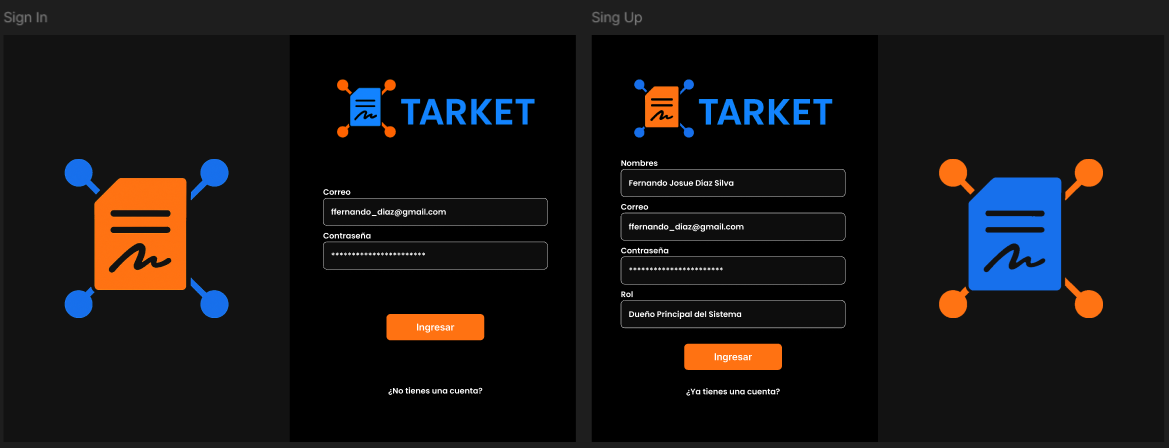 Sign In
TARKET
Correo
ffernando_diaz@gmail.com
Contraseña
***********************
Ingresar
¿No tienes una cuenta?
Sing Up
TARKET
Nombres
Fernando Josue Diaz Silva
Correo
ffernando_diaz@gmail.com
Contraseña
***********************
Rol
Dueño Principal del Sistema
Ingresar
¿Ya tienes una cuenta?